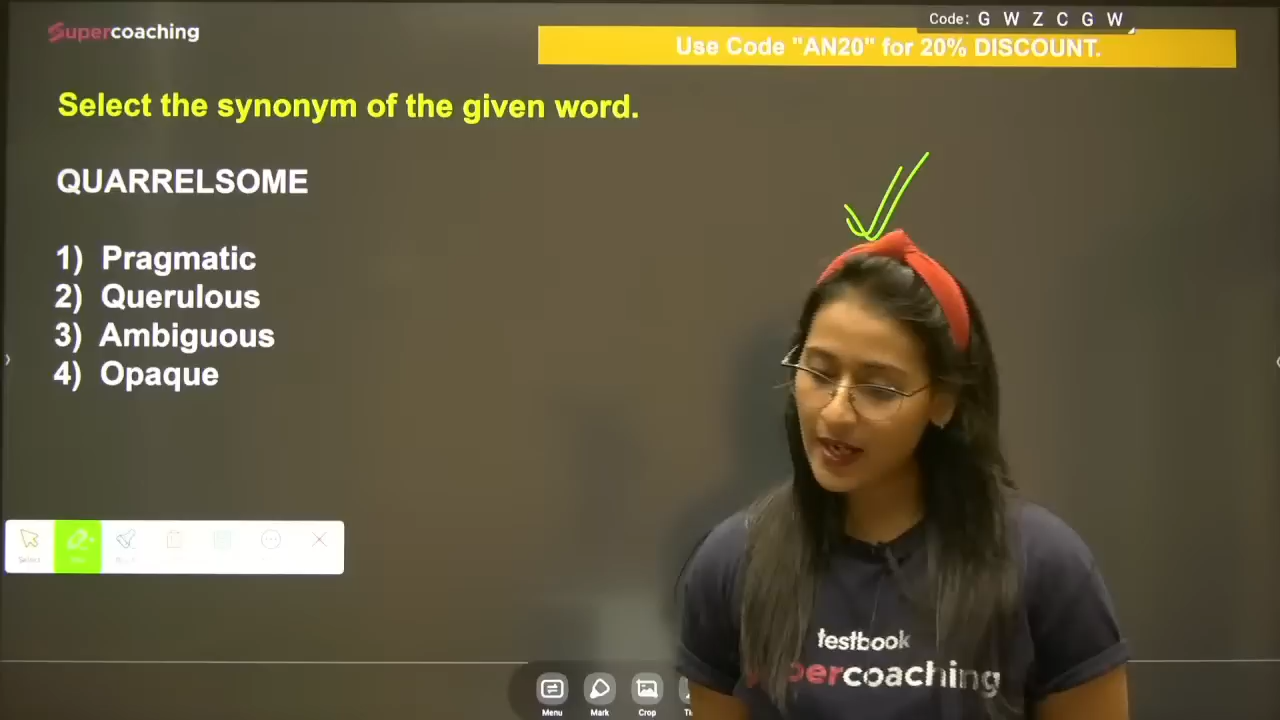 Supercoaching
Code: G W Z C G W
Use Code "AN20" for 20% DISCOUNT.
Select the synonym of the given word.
QUARRELSOME
1) Pragmatic
2) Querulous
3) Ambiguous
4) Opaque
Select
testbook
supercoaching
Menu
Mark
Crop